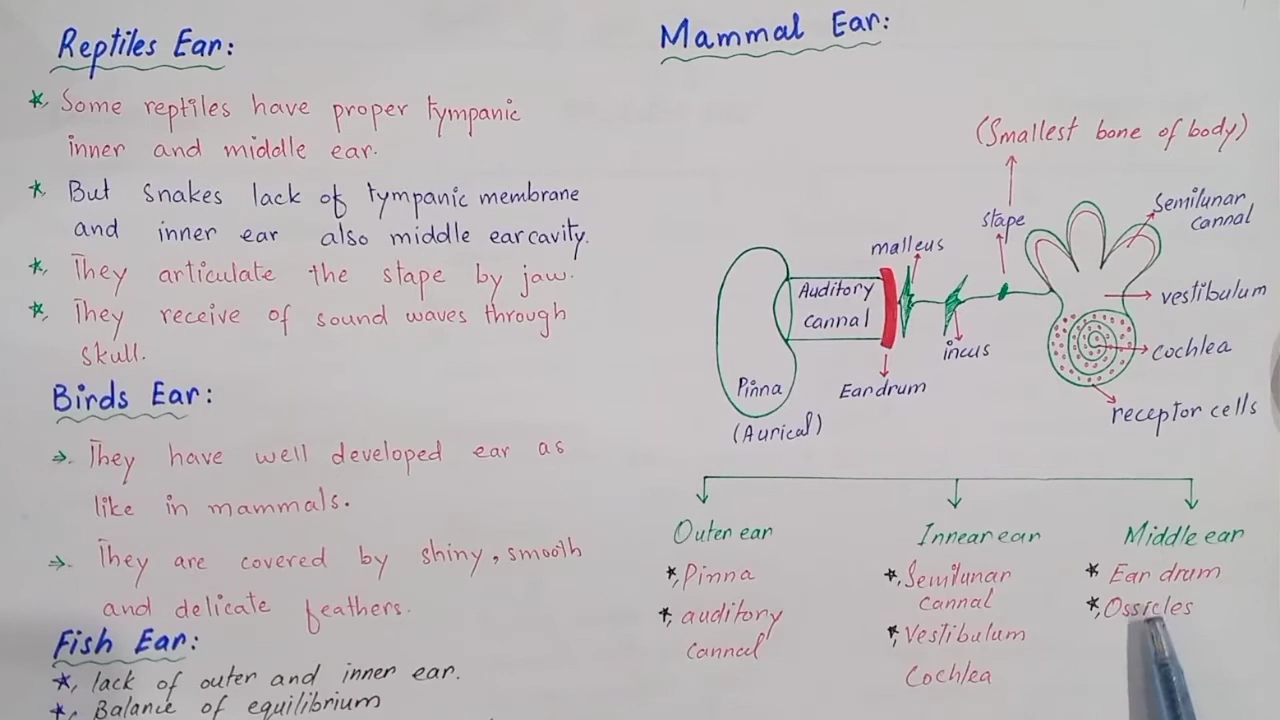 Reptiles Ear:
*, Some reptiles have proper tympanic
inner and middle ear.
*, But snakes lack of tympanic membrane
and inner ear also middle ear cavity.
*, They articulate the stape by jaw.
*, They receive of sound waves through
skull.
Birds Ear:
→ They have well developed ear as
like in mammals.
→ They are covered by shiny, smooth
and delicate feathers.
Fish Ear:
*, lack of outer and inner ear.
*, Balance of equilibrium
Mammal Ear:
(Smallest bone of body)
Semilunar
cannal
stape
malleus
Auditory
cannal
vestibulum
incus
cochlea
Pinna
Eardrum
receptor cells
(Aurical)
Outer ear
*, Pinna
*, auditory
cannal
Innear ear
*, Semilunar
cannal
*, Vestibulum
Cochlea
Middle ear
* Ear drum
*, Ossicles